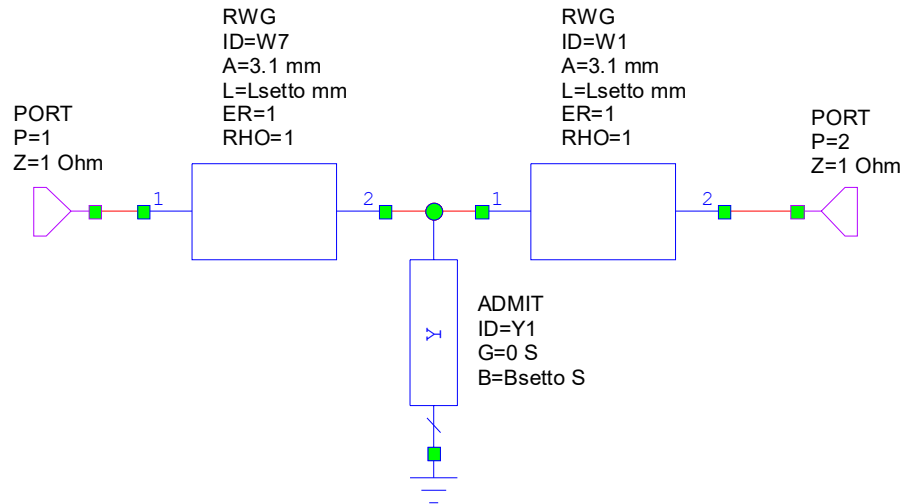 RWG
ID=W7
A=3.1 mm
L=Lsetto mm
ER=1
RHO=1
RWG
ID=W1
A=3.1 mm
L=Lsetto mm
ER=1
RHO=1
PORT
P=1
Z=1 Ohm
PORT
P=2
Z=1 Ohm
1
2
1
2
Y
ADMIT
ID=Y1
G=0 S
B=Bsetto S